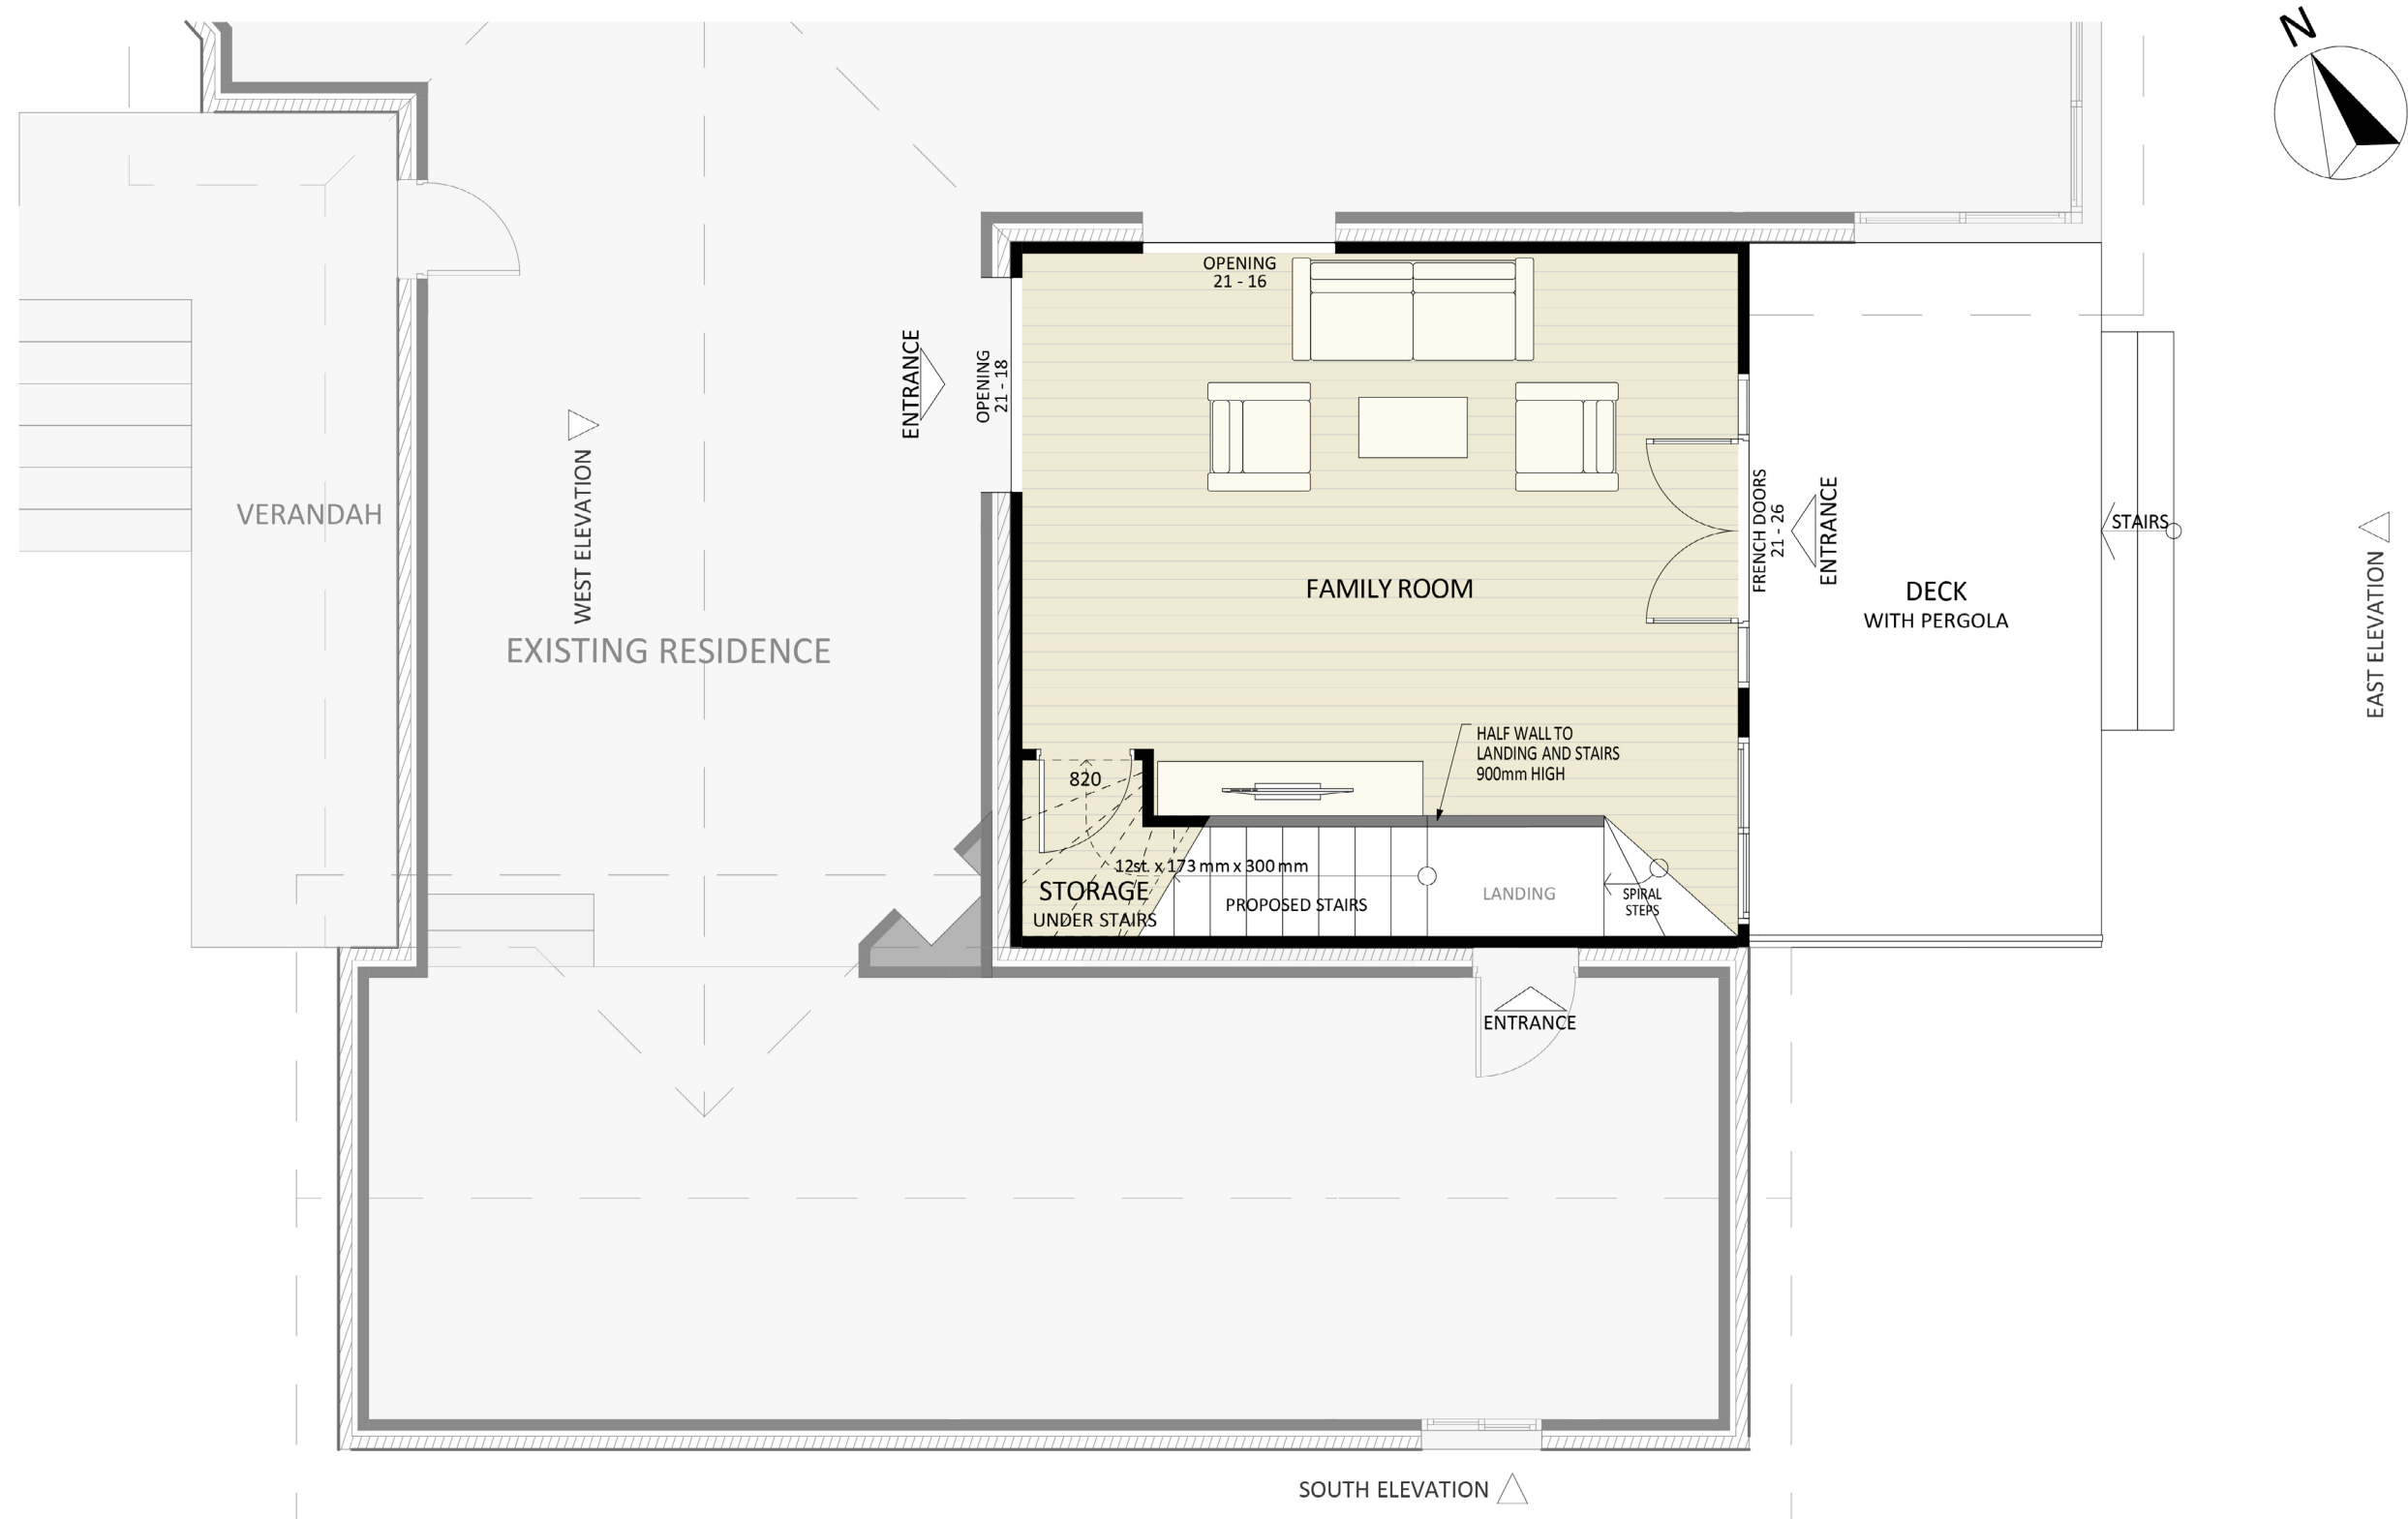 N
OPENING
21 - 16
ENTRANCE
OPENING
21 - 18
WEST ELEVATION
VERANDAH
EXISTING RESIDENCE
FAMILY ROOM
FRENCH DOORS
21 - 26
ENTRANCE
DECK
WITH PERGOLA
STAIRS
EAST ELEVATION
HALF WALL TO
LANDING AND STAIRS
900mm HIGH
820
12st. x 173 mm x 300 mm
STORAGE
UNDER STAIRS
PROPOSED STAIRS
LANDING
SPIRAL
STEPS
ENTRANCE
SOUTH ELEVATION